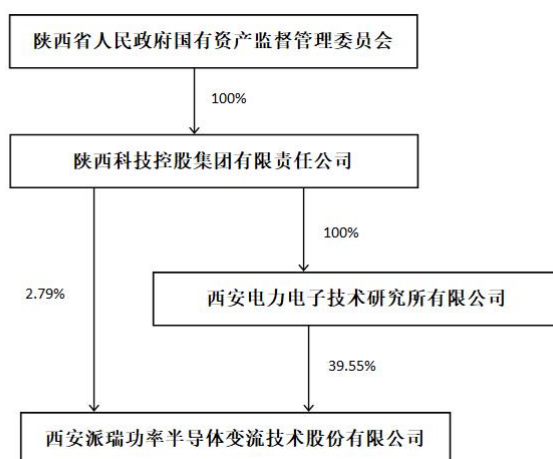 陕西省人民政府国有资产监督管理委员会
100%
陕西科技控股集团有限责任公司
100%
2.79%
西安电力电子技术研究所有限公司
39.55%
西安派瑞功率半导体变流技术股份有限公司